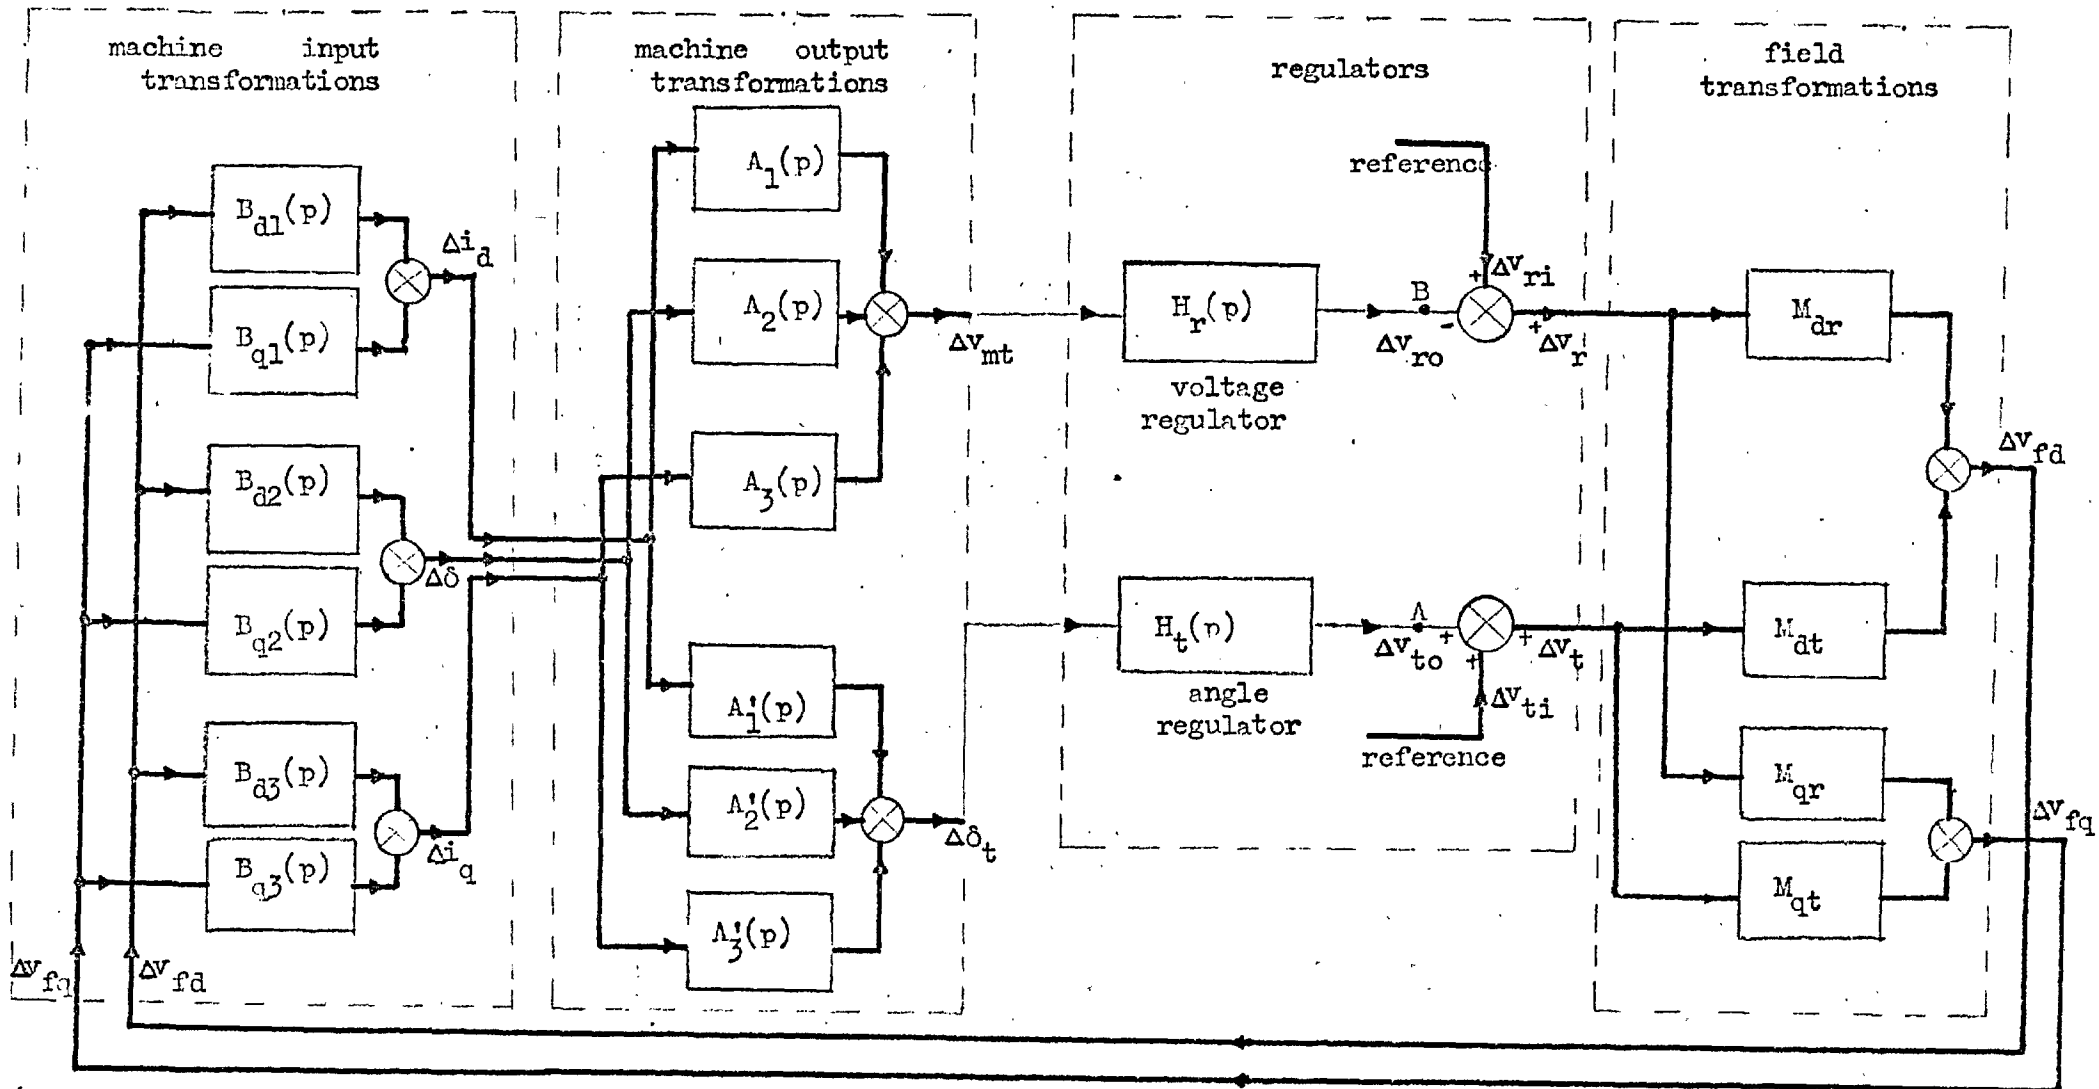 machine input
transformations
B_d1(p)
B_q1(p)
Δi_d
B_d2(p)
B_q2(p)
Δδ
B_d3(p)
B_q3(p)
Δi_q
Δv_fq
Δv_fd
machine output
transformations
A_1(p)
A_2(p)
A_3(p)
Δv_mt
A'_1(p)
A'_2(p)
A'_3(p)
Δδ_t
regulators
reference
H_r(p)
voltage
regulator
B
Δv_ro
-
+
Δv_ri
+
Δv_r
H_t(p)
angle
regulator
A
Δv_to
+
+
+
Δv_t
Δv_ti
reference
field
transformations
M_dr
M_dt
M_qr
M_qt
Δv_fd
Δv_fq